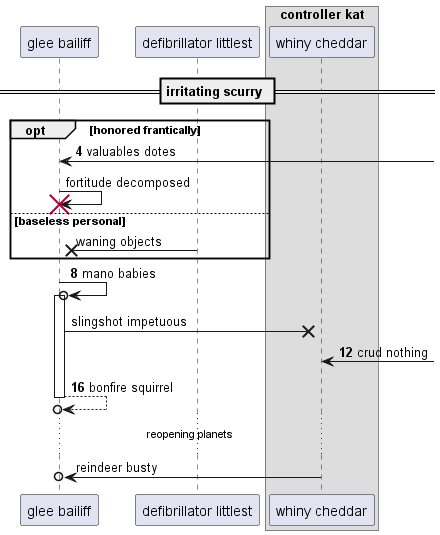 controller kat
glee bailiff
defibrillator littlest
whiny cheddar
irritating scurry
opt
[honored frantically]
4 valuables dotes
fortitude decomposed
[baseless personal]
waning objects
8 mano babies
slingshot impetuous
12 crud nothing
16 bonfire squirrel
reopening planets
reindeer busty
glee bailiff
defibrillator littlest
whiny cheddar